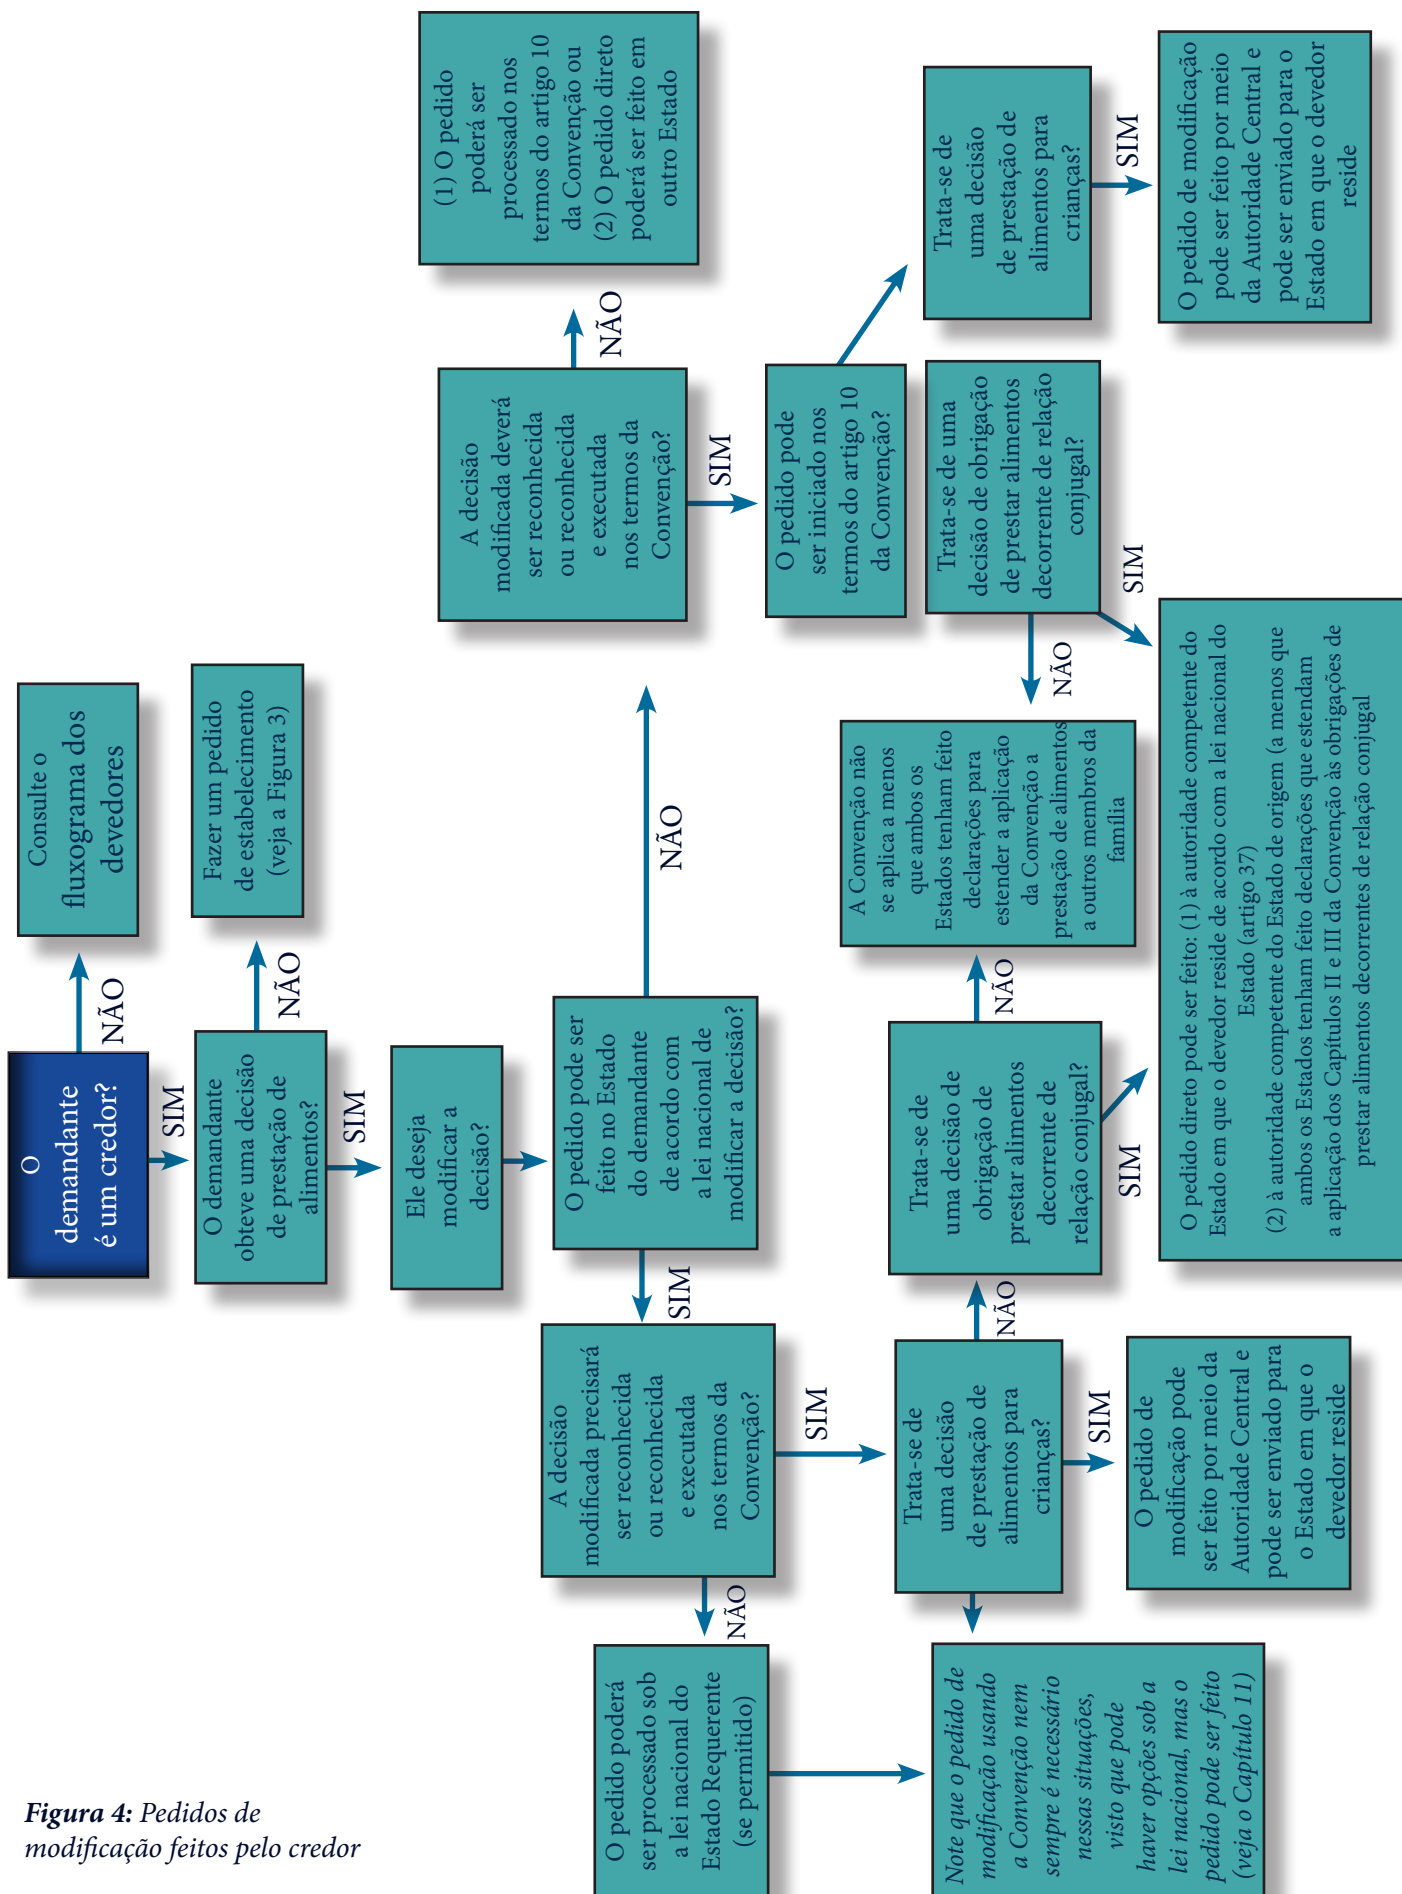 O
demandante
é um credor?
NÃO
Consulte o
fluxograma dos
devedores
SIM
O demandante
obteve uma decisão
de prestação de
alimentos?
NÃO
Fazer um pedido
de estabelecimento
(veja a Figura 3)
SIM
Ele deseja
modificar a
decisão?
O pedido pode ser
feito no Estado
do demandante
de acordo com
a lei nacional de
modificar a decisão?
SIM
NÃO
A decisão
modificada precisará
ser reconhecida
ou reconhecida
e executada
nos termos da
Convenção?
NÃO
SIM
O pedido poderá
ser processado sob
a lei nacional do
Estado Requerente
(se permitido)
Note que o pedido de
modificação usando
a Convenção nem
sempre é necessário
nessas situações,
visto que pode
haver opções sob a
lei nacional, mas o
pedido pode ser feito
(veja o Capítulo 11)
Trata-se de
uma decisão
de prestação de
alimentos para
crianças?
NÃO
SIM
O pedido de
modificação pode
ser feito por meio da
Autoridade Central e
pode ser enviado para
o Estado em que o
devedor reside
Trata-se de
uma decisão de
obrigação de
prestar alimentos
decorrente de
relação conjugal?
NÃO
SIM
A Convenção não
se aplica a menos
que ambos os
Estados tenham feito
declarações para
estender a aplicação
da Convenção a
prestação de alimentos
a outros membros da
família
O pedido direto pode ser feito: (1) à autoridade competente do
Estado em que o devedor reside de acordo com a lei nacional do
Estado (artigo 37)
(2) à autoridade competente do Estado de origem (a menos que
ambos os Estados tenham feito declarações que estendam
a aplicação dos Capítulos II e III da Convenção às obrigações de
prestar alimentos decorrentes de relação conjugal
A decisão
modificada deverá
ser reconhecida
ou reconhecida
e executada
nos termos da
Convenção?
NÃO
(1) O pedido
poderá ser
processado nos
termos do artigo 10
da Convenção ou
(2) O pedido direto
poderá ser feito em
outro Estado
SIM
O pedido pode
ser iniciado nos
termos do artigo 10
da Convenção?
Trata-se de uma
decisão de obrigação
de prestar alimentos
decorrente de relação
conjugal?
NÃO
SIM
Trata-se de
uma decisão
de prestação de
alimentos para
crianças?
SIM
O pedido de modificação
pode ser feito por meio
da Autoridade Central e
pode ser enviado para o
Estado em que o devedor
reside
Figura 4: Pedidos de
modificação feitos pelo credor